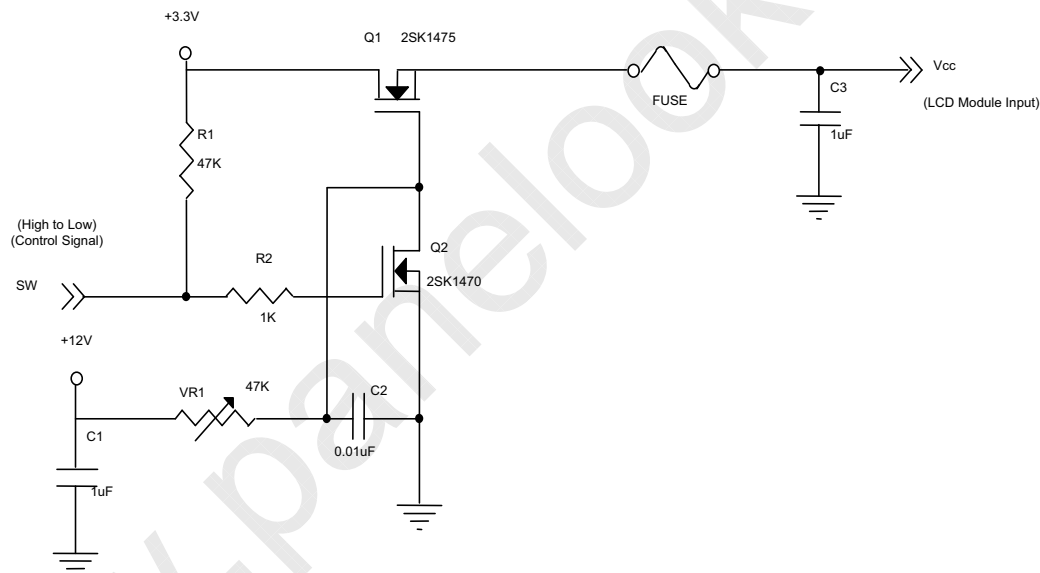 +3.3V
Q1 2SK1475
Vcc
FUSE
C3
(LCD Module Input)
R1
1uF
47K
(High to Low)
(Control Signal)
Q2
R2
SW
2SK1470
1K
+12V
VR1
47K
C2
C1
0.01uF
1uF
.panelook